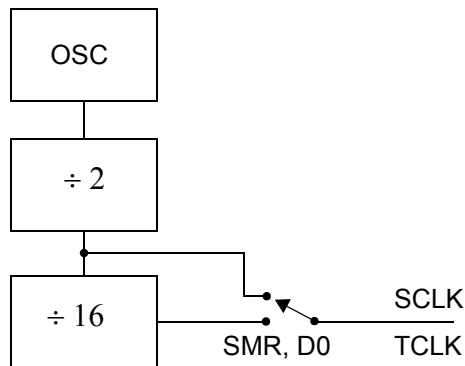 OSC
÷ 2
÷ 16
SCLK
SMR, D0
TCLK